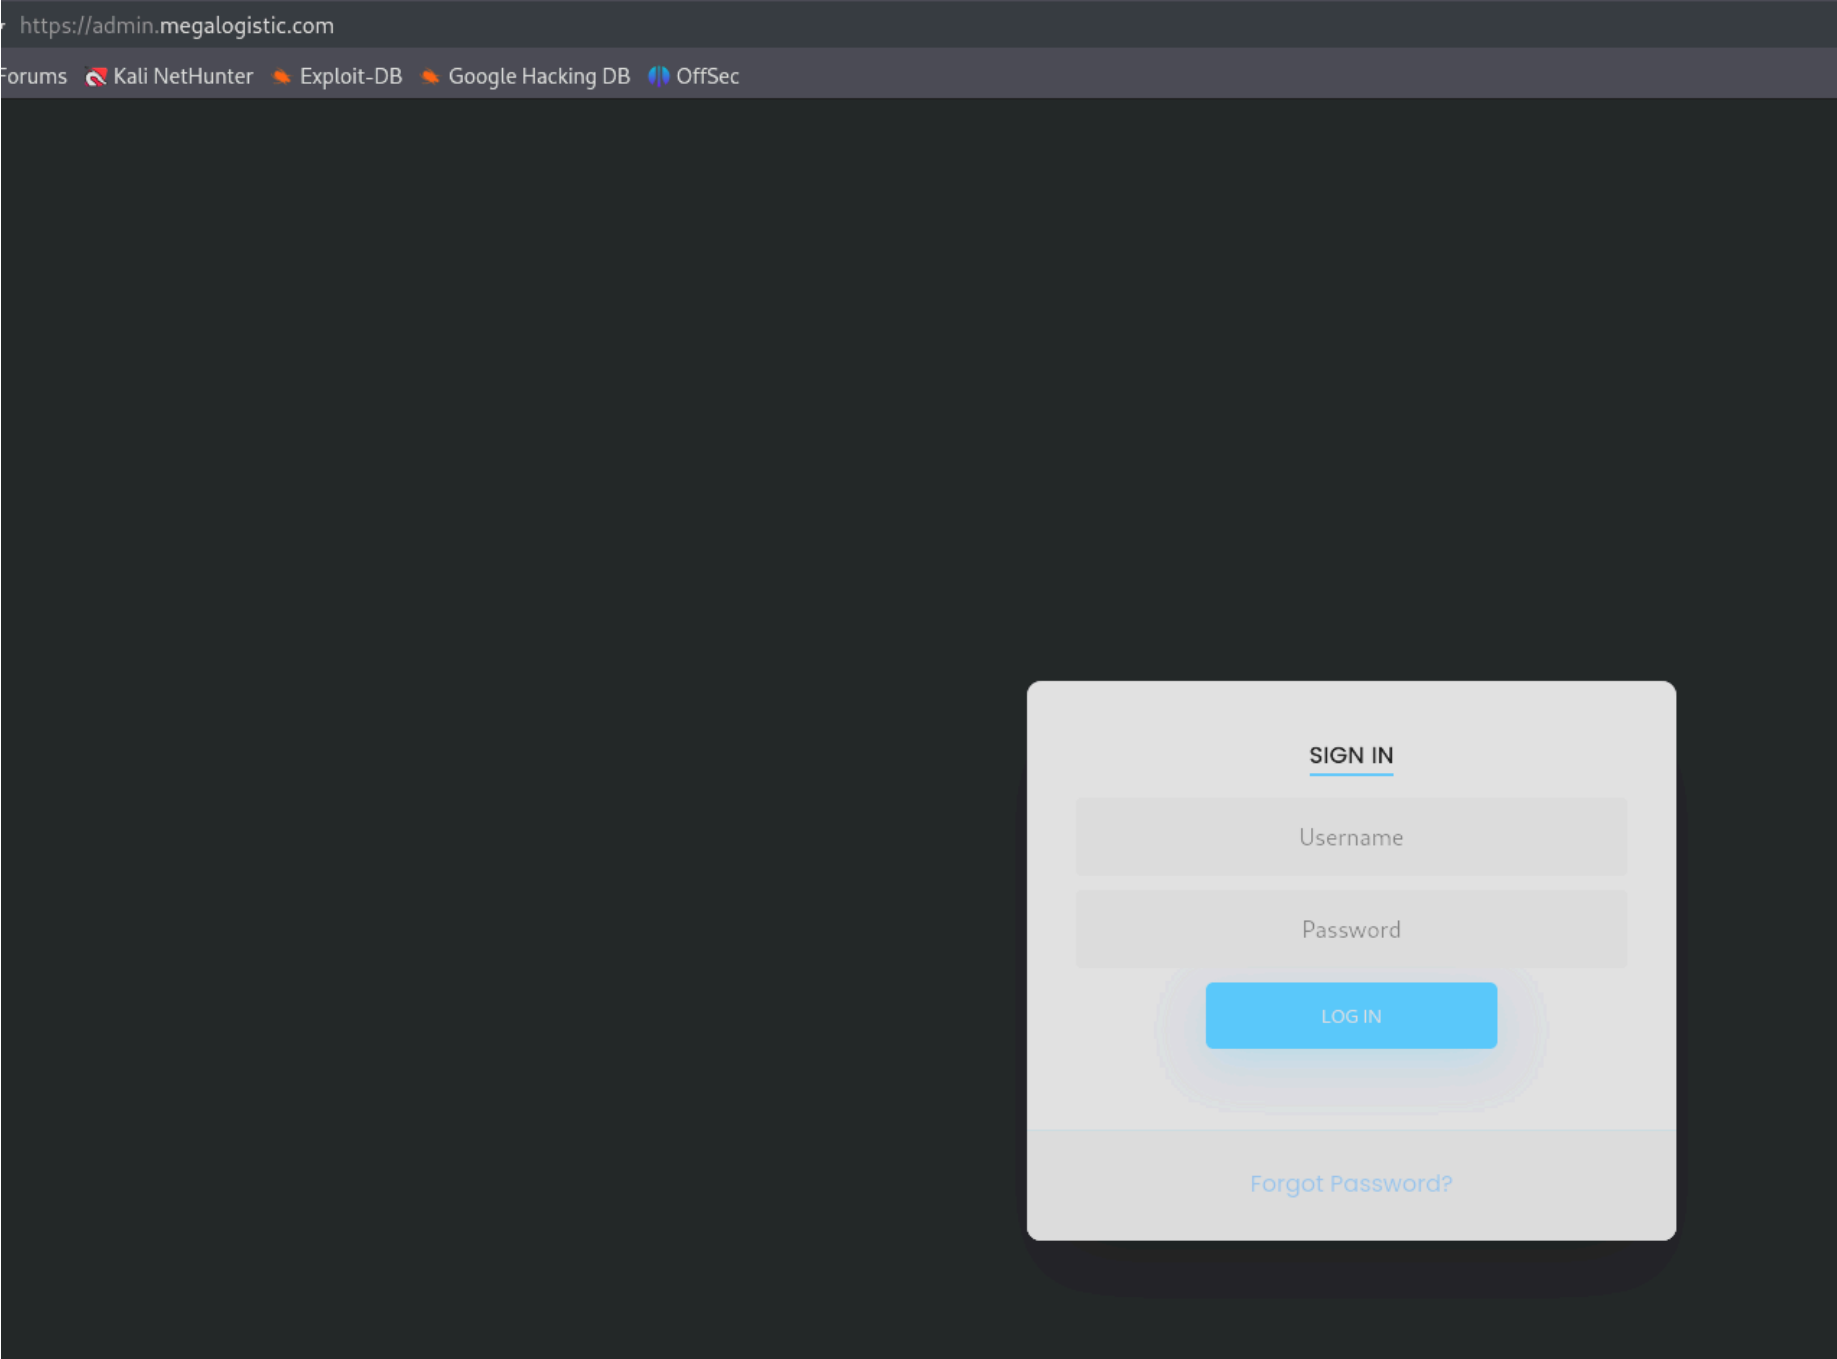 https://admin.megalogistic.com
Forums Kali NetHunter Exploit-DB Google Hacking DB OffSec
SIGN IN
Username
Password
LOG IN
Forgot Password?